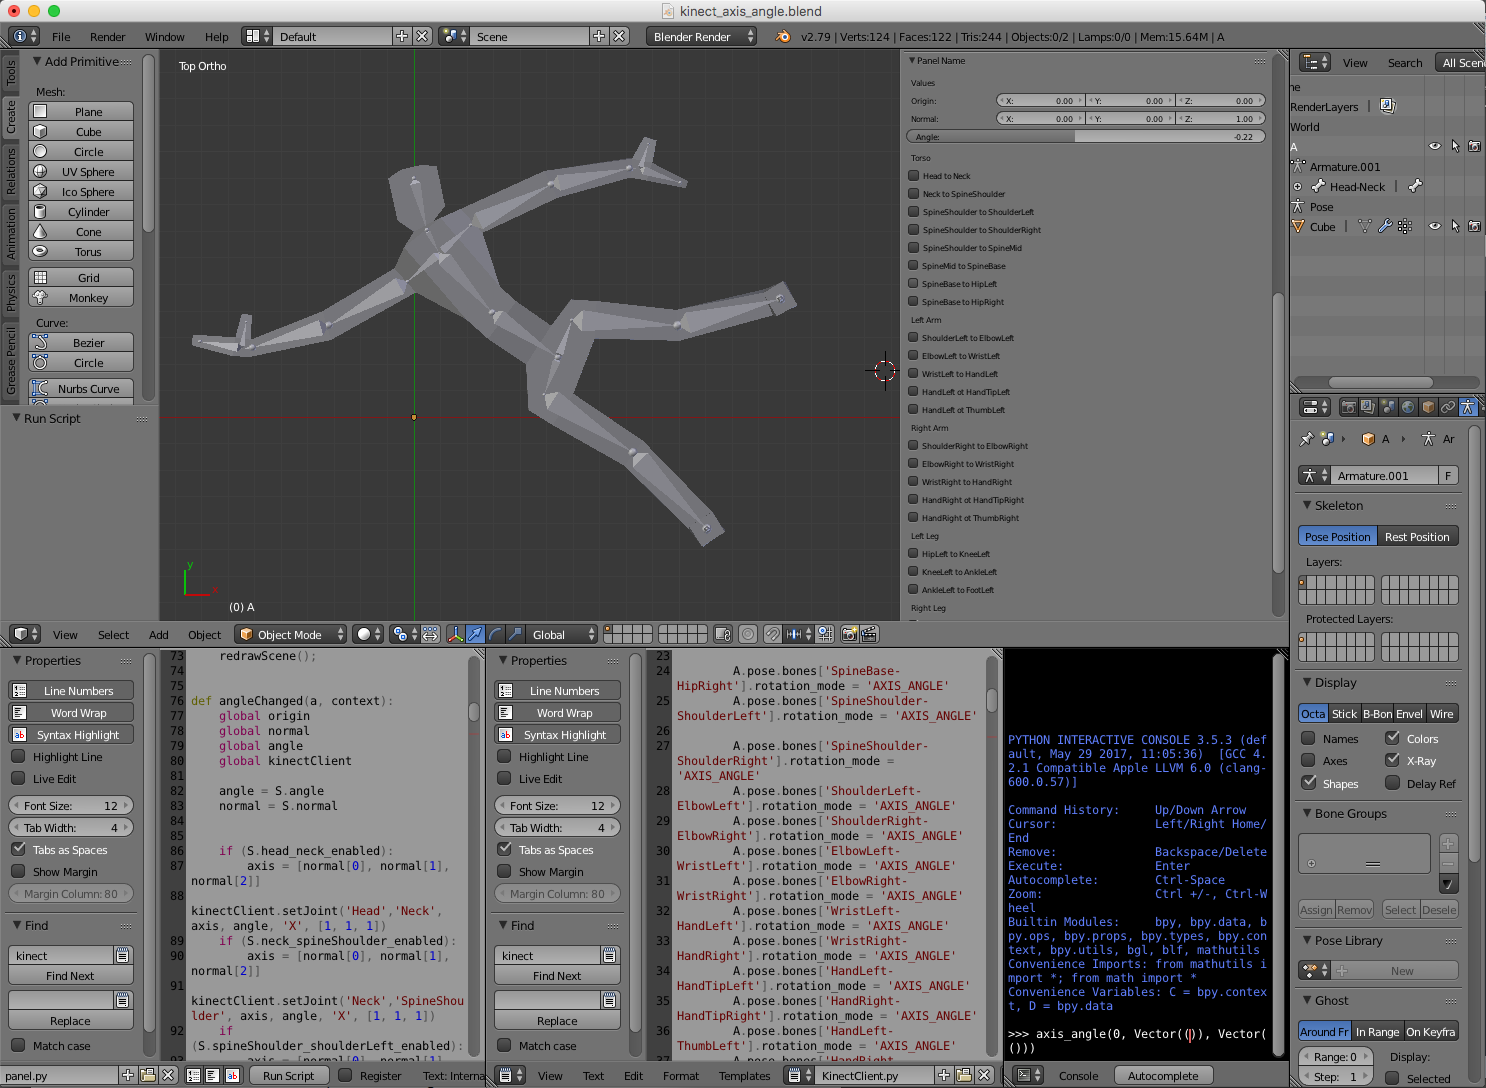 kinect_axis_angle.blend
File Render Window Help Default Scene Blender Render v2.79 | Verts:124 | Faces:122 | Tris:244 | Objects:0/2 | Lamps:0/0 | Mem:15.64M | A
Tools
Create
Relations
Animation
Physics
Grease Pencil
Add Primitive
Mesh:
Plane
Cube
Circle
UV Sphere
Ico Sphere
Cylinder
Cone
Torus
Grid
Monkey
Curve:
Bezier
Circle
Nurbs Curve
Run Script
Top Ortho
y
x
(0) A
Panel Name
Values
Origin: X: 0.00 Y: 0.00 Z: 0.00
Normal: X: 0.00 Y: 0.00 Z: 1.00
Angle: -0.22
Torso
Head to Neck
Neck to SpineShoulder
SpineShoulder to ShoulderLeft
SpineShoulder to ShoulderRight
SpineShoulder to SpineMid
SpineMid to SpineBase
SpineBase to HipLeft
SpineBase to HipRight
Left Arm
ShoulderLeft to ElbowLeft
ElbowLeft to WristLeft
WristLeft to HandLeft
HandLeft ot HandTipLeft
HandLeft ot ThumbLeft
Right Arm
ShoulderRight to ElbowRight
ElbowRight to WristRight
WristRight to HandRight
HandRight ot HandTipRight
HandRight ot ThumbRight
Left Leg
HipLeft to KneeLeft
KneeLeft to AnkleLeft
AnkleLeft to FootLeft
Right Leg
View Search All Scen
ne
RenderLayers |
World
A
Armature.001
Head-Neck |
Pose
Cube |
A Ar
Armature.001 F
Skeleton
Pose Position Rest Position
Layers:
Protected Layers:
Display
Octa Stick B-Bon Envel Wire
Names Colors
Axes X-Ray
Shapes Delay Ref
Bone Groups
Assign Remov Select Desele
Pose Library
New
Ghost
Around Fr In Range On Keyfra
Range: 0 Display:
Step: 1 Selected
View Select Add Object Object Mode Global
Properties
Line Numbers
Word Wrap
Syntax Highlight
Highlight Line
Live Edit
Font Size: 12
Tab Width: 4
Tabs as Spaces
Show Margin
Margin Column: 80
Find
kinect
Find Next
Replace
Match case
73 redrawScene();
74
75
76 def angleChanged(a, context):
77 global origin
78 global normal
79 global angle
80 global kinectClient
81
82 angle = S.angle
83 normal = S.normal
84
85
86 if (S.head_neck_enabled):
87 axis = [normal[0], normal[1],
normal[2]]
88
kinectClient.setJoint('Head','Neck',
axis, angle, 'X', [1, 1, 1])
89 if (S.neck_spineShoulder_enabled):
90 axis = [normal[0], normal[1],
normal[2]]
91
kinectClient.setJoint('Neck','SpineShou
lder', axis, angle, 'X', [1, 1, 1])
92 if
(S.spineShoulder_shoulderLeft_enabled):
93 axis = [normal[0], normal[1],
panel.py Run Script Register Text: Interna
Properties
Line Numbers
Word Wrap
Syntax Highlight
Highlight Line
Live Edit
Font Size: 12
Tab Width: 4
Tabs as Spaces
Show Margin
Margin Column: 80
Find
kinect
Find Next
Replace
Match case
23
24 A.pose.bones['SpineBase-
HipRight'].rotation_mode = 'AXIS_ANGLE'
25 A.pose.bones['SpineShoulder-
ShoulderLeft'].rotation_mode = 'AXIS_ANGLE'
26
27 A.pose.bones['SpineShoulder-
ShoulderRight'].rotation_mode =
'AXIS_ANGLE'
28 A.pose.bones['ShoulderLeft-
ElbowLeft'].rotation_mode = 'AXIS_ANGLE'
29 A.pose.bones['ShoulderRight-
ElbowRight'].rotation_mode = 'AXIS_ANGLE'
30 A.pose.bones['ElbowLeft-
WristLeft'].rotation_mode = 'AXIS_ANGLE'
31 A.pose.bones['ElbowRight-
WristRight'].rotation_mode = 'AXIS_ANGLE'
32 A.pose.bones['WristLeft-
HandLeft'].rotation_mode = 'AXIS_ANGLE'
33 A.pose.bones['WristRight-
HandRight'].rotation_mode = 'AXIS_ANGLE'
34 A.pose.bones['HandLeft-
HandTipLeft'].rotation_mode = 'AXIS_ANGLE'
35 A.pose.bones['HandRight-
HandTipRight'].rotation_mode = 'AXIS_ANGLE'
36 A.pose.bones['HandLeft-
ThumbLeft'].rotation_mode = 'AXIS_ANGLE'
37 A.pose.bones['HandRight-
View Text Edit Format Templates KinectClient.py
PYTHON INTERACTIVE CONSOLE 3.5.3 (def
ault, May 29 2017, 11:05:36) [GCC 4.
2.1 Compatible Apple LLVM 6.0 (clang-
600.0.57)]
Command History: Up/Down Arrow
Cursor: Left/Right Home/
End
Remove: Backspace/Delete
Execute: Enter
Autocomplete: Ctrl-Space
Zoom: Ctrl +/-, Ctrl-W
heel
Builtin Modules: bpy, bpy.data, b
py.ops, bpy.props, bpy.types, bpy.con
text, bpy.utils, bgl, blf, mathutils
Convenience Imports: from mathutils i
mport *; from math import *
Convenience Variables: C = bpy.contex
t, D = bpy.data
>>> axis_angle(0, Vector(()), Vector(
()))
Console Autocomplete